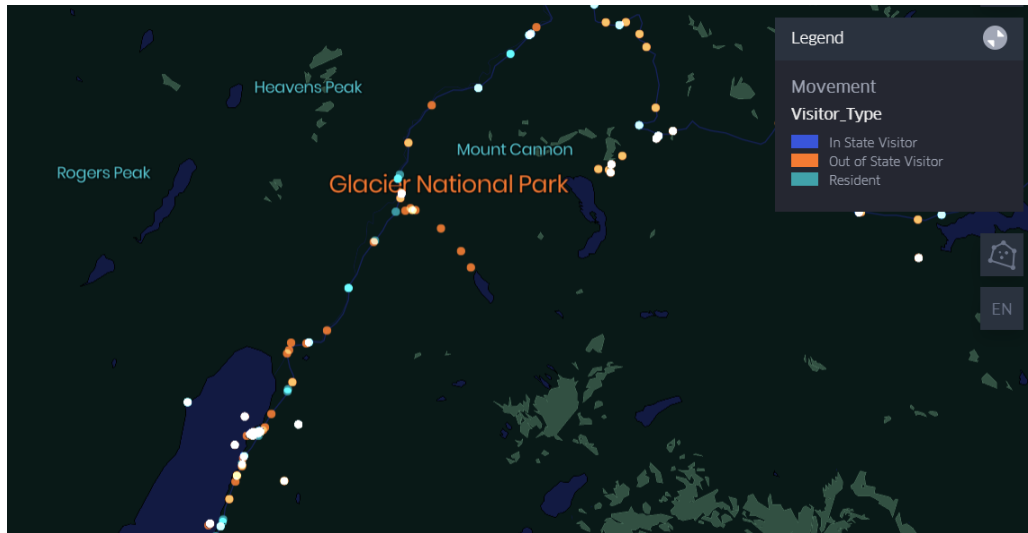 Legend
Movement
Visitor_Type
In State Visitor
Out of State Visitor
Resident
Heavens Peak
Mount Cannon
Rogers Peak
Glacier National Park
EN